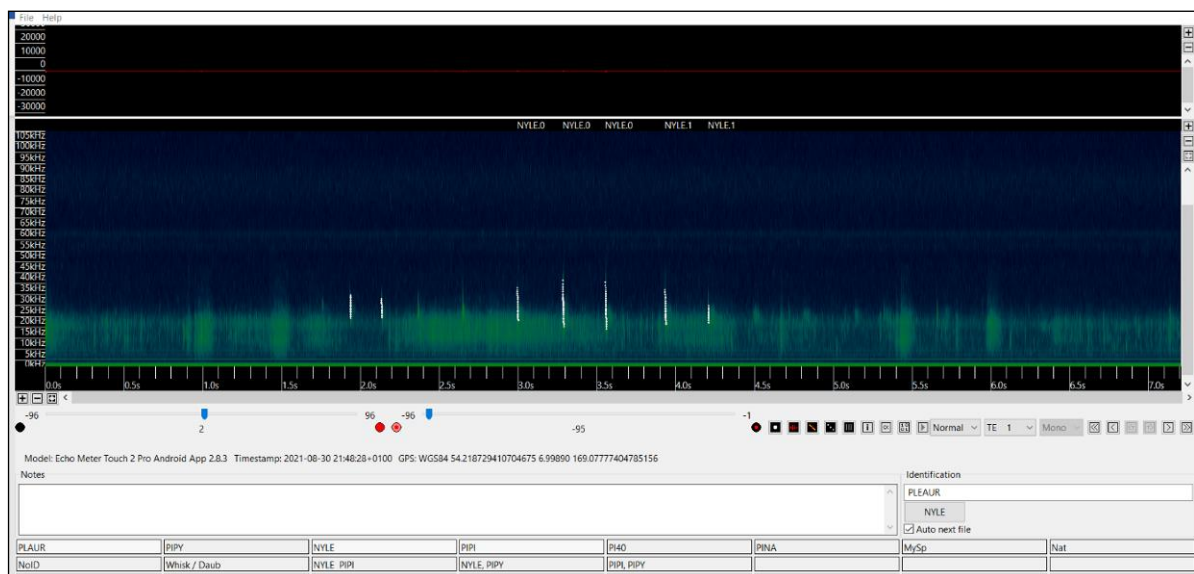 File Help
20000
10000
0
-10000
-20000
-30000
NYLE.0 NYLE.0 NYLE.0 NYLE.1 NYLE.1
105kHz
100kHz
95kHz
90kHz
85kHz
80kHz
75kHz
70kHz
65kHz
60kHz
55kHz
50kHz
45kHz
40kHz
35kHz
30kHz
25kHz
20kHz
15kHz
10kHz
5kHz
0kHz
0.0s 0.5s 1.0s 1.5s 2.0s 2.5s 3.0s 3.5s 4.0s 4.5s 5.0s 5.5s 6.0s 6.5s 7.0s
-96 96 -96 -1
2 -95
Normal TE 1 Mono
Model: Echo Meter Touch 2 Pro Android App 2.8.3 Timestamp: 2021-08-30 21:48:28+0100 GPS: WGS84 54.218729410704675 6.99890 169.07774047851​56
Notes Identification
PLEAUR
NYLE
Auto next file
PLAUR PIPY NYLE PIPI PI40 PINA MySp Nat
NoID Whisk / Daub NYLE PIPI NYLE, PIPY PIPI, PIPY